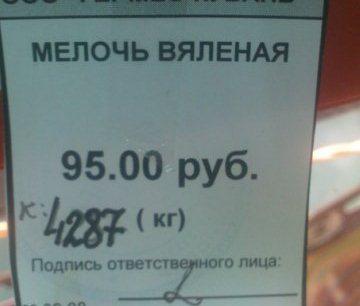 МЕЛОЧЬ ВЯЛЕНАЯ
95.00 руб.
к: 4287 (кг)
Подпись ответственного лица: